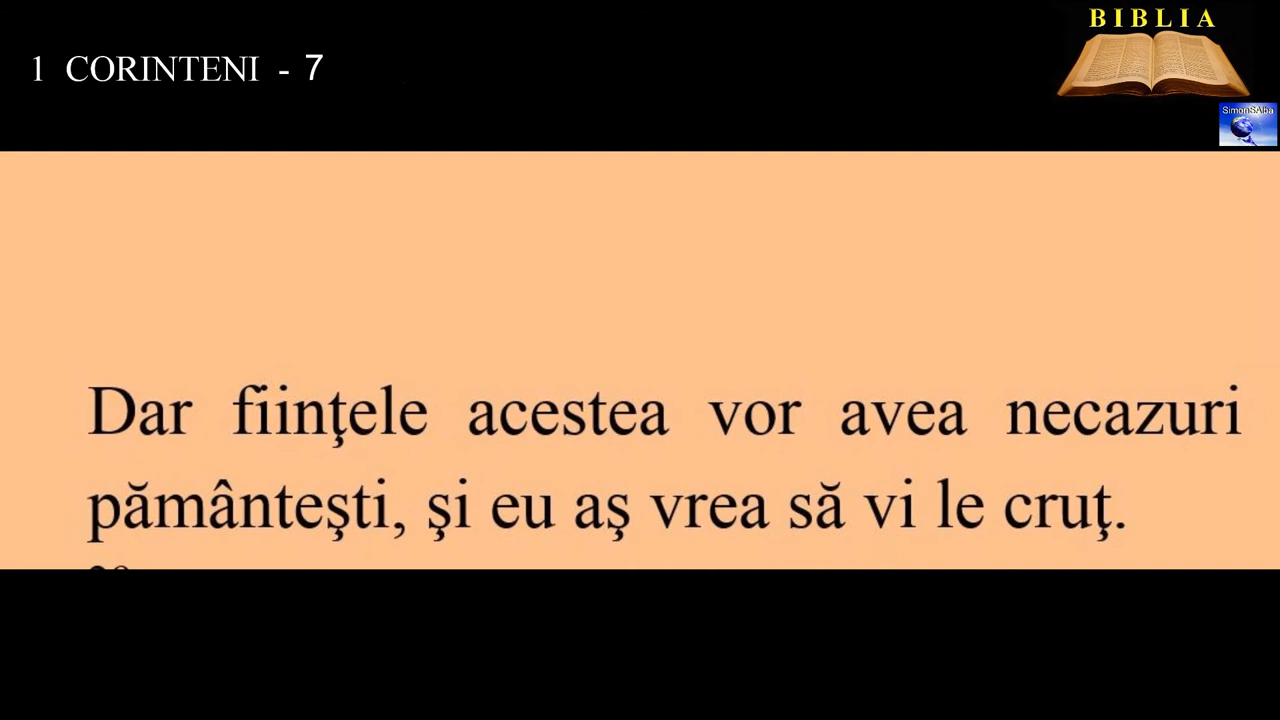 BIBLIA
1 CORINTENI - 7
SimonSAlba
Dar fiinţele acestea vor avea necazuri
pământeşti, şi eu aş vrea să vi le cruţ.